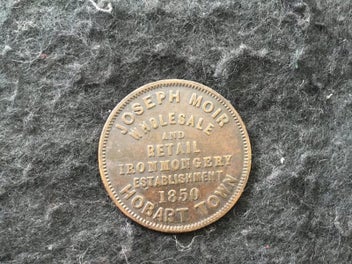 JOSEPH MOIR
WHOLESALE
AND
RETAIL
IRONMONGERY
ESTABLISHMENT
1850
HOBART TOWN